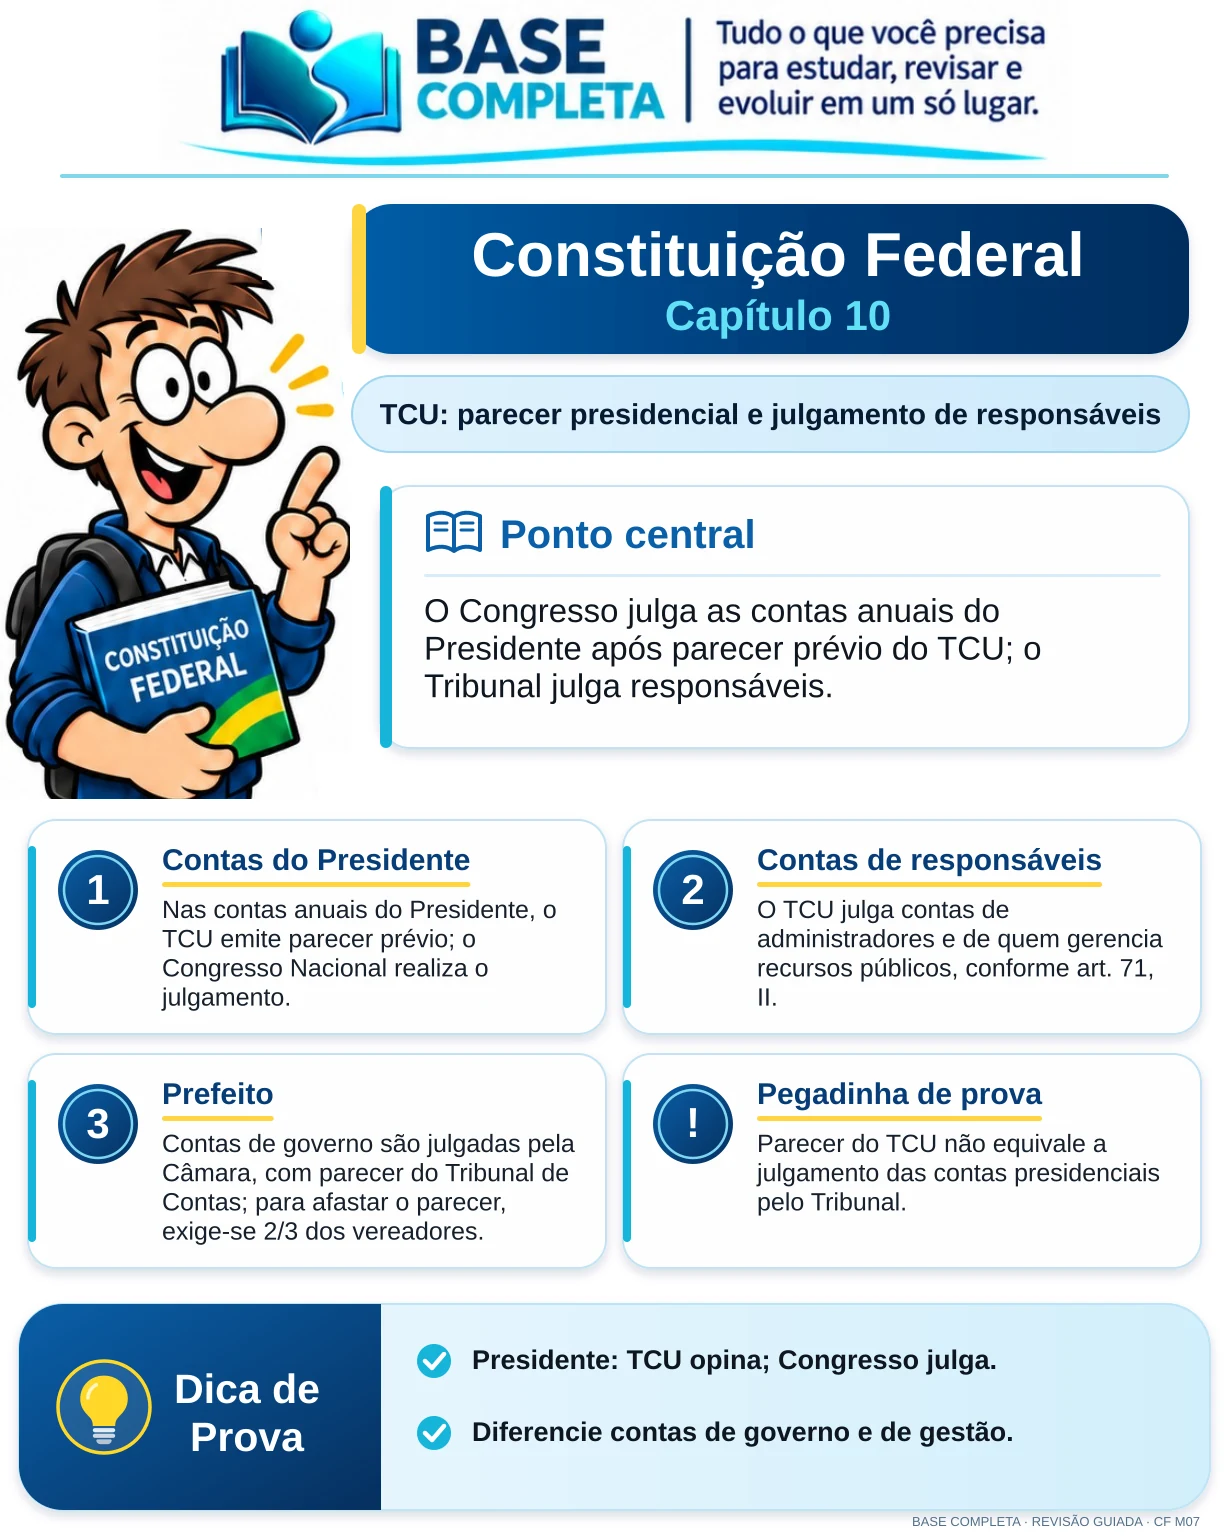 BASE
COMPLETA
Tudo o que você precisa
para estudar, revisar e
evoluir em um só lugar.
Constituição Federal
Capítulo 10
TCU: parecer presidencial e julgamento de responsáveis
CONSTITUIÇÃO
FEDERAL
Ponto central
O Congresso julga as contas anuais do
Presidente após parecer prévio do TCU; o
Tribunal julga responsáveis.
1
Contas do Presidente
Nas contas anuais do Presidente, o
TCU emite parecer prévio; o
Congresso Nacional realiza o
julgamento.
2
Contas de responsáveis
O TCU julga contas de
administradores e de quem gerencia
recursos públicos, conforme art. 71,
II.
3
Prefeito
Contas de governo são julgadas pela
Câmara, com parecer do Tribunal de
Contas; para afastar o parecer,
exige-se 2/3 dos vereadores.
!
Pegadinha de prova
Parecer do TCU não equivale a
julgamento das contas presidenciais
pelo Tribunal.
Dica de
Prova
Presidente: TCU opina; Congresso julga.
Diferencie contas de governo e de gestão.
BASE COMPLETA · REVISÃO GUIADA · CF M07